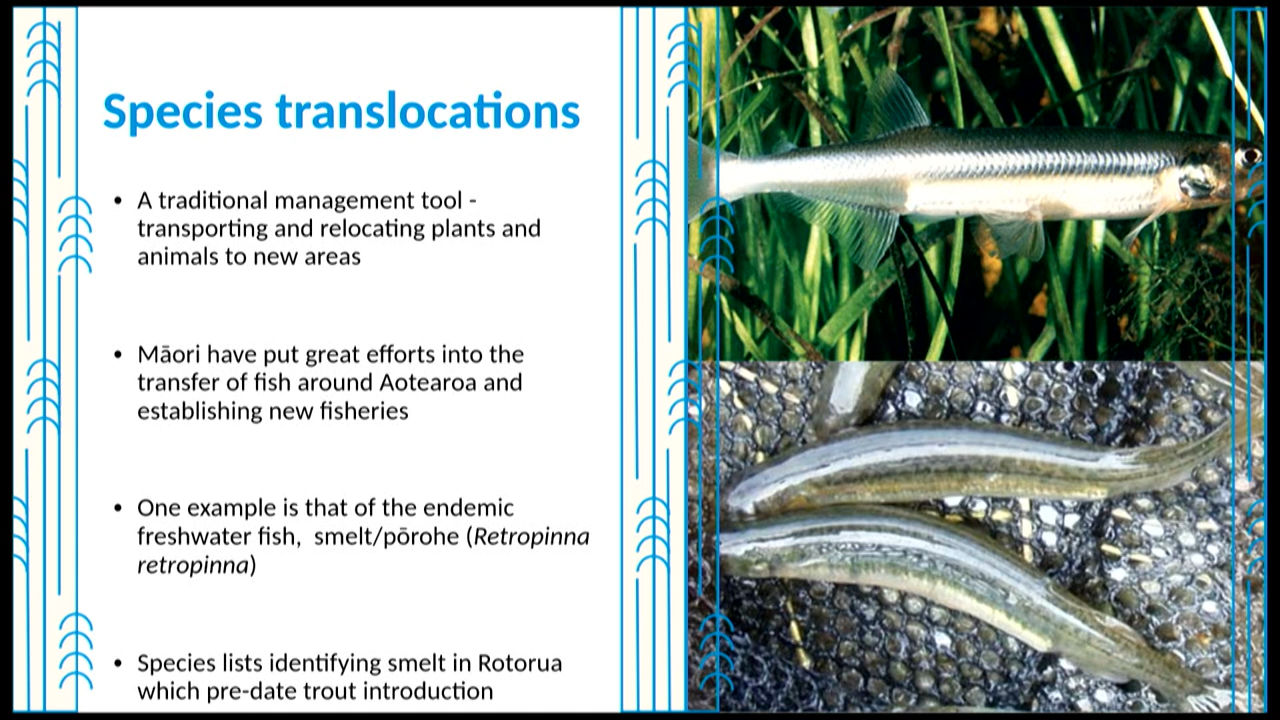 Species translocations
• A traditional management tool -
transporting and relocating plants and
animals to new areas
• Māori have put great efforts into the
transfer of fish around Aotearoa and
establishing new fisheries
• One example is that of the endemic
freshwater fish,  smelt/pōrohe (Retropinna
retropinna)
• Species lists identifying smelt in Rotorua
which pre-date trout introduction